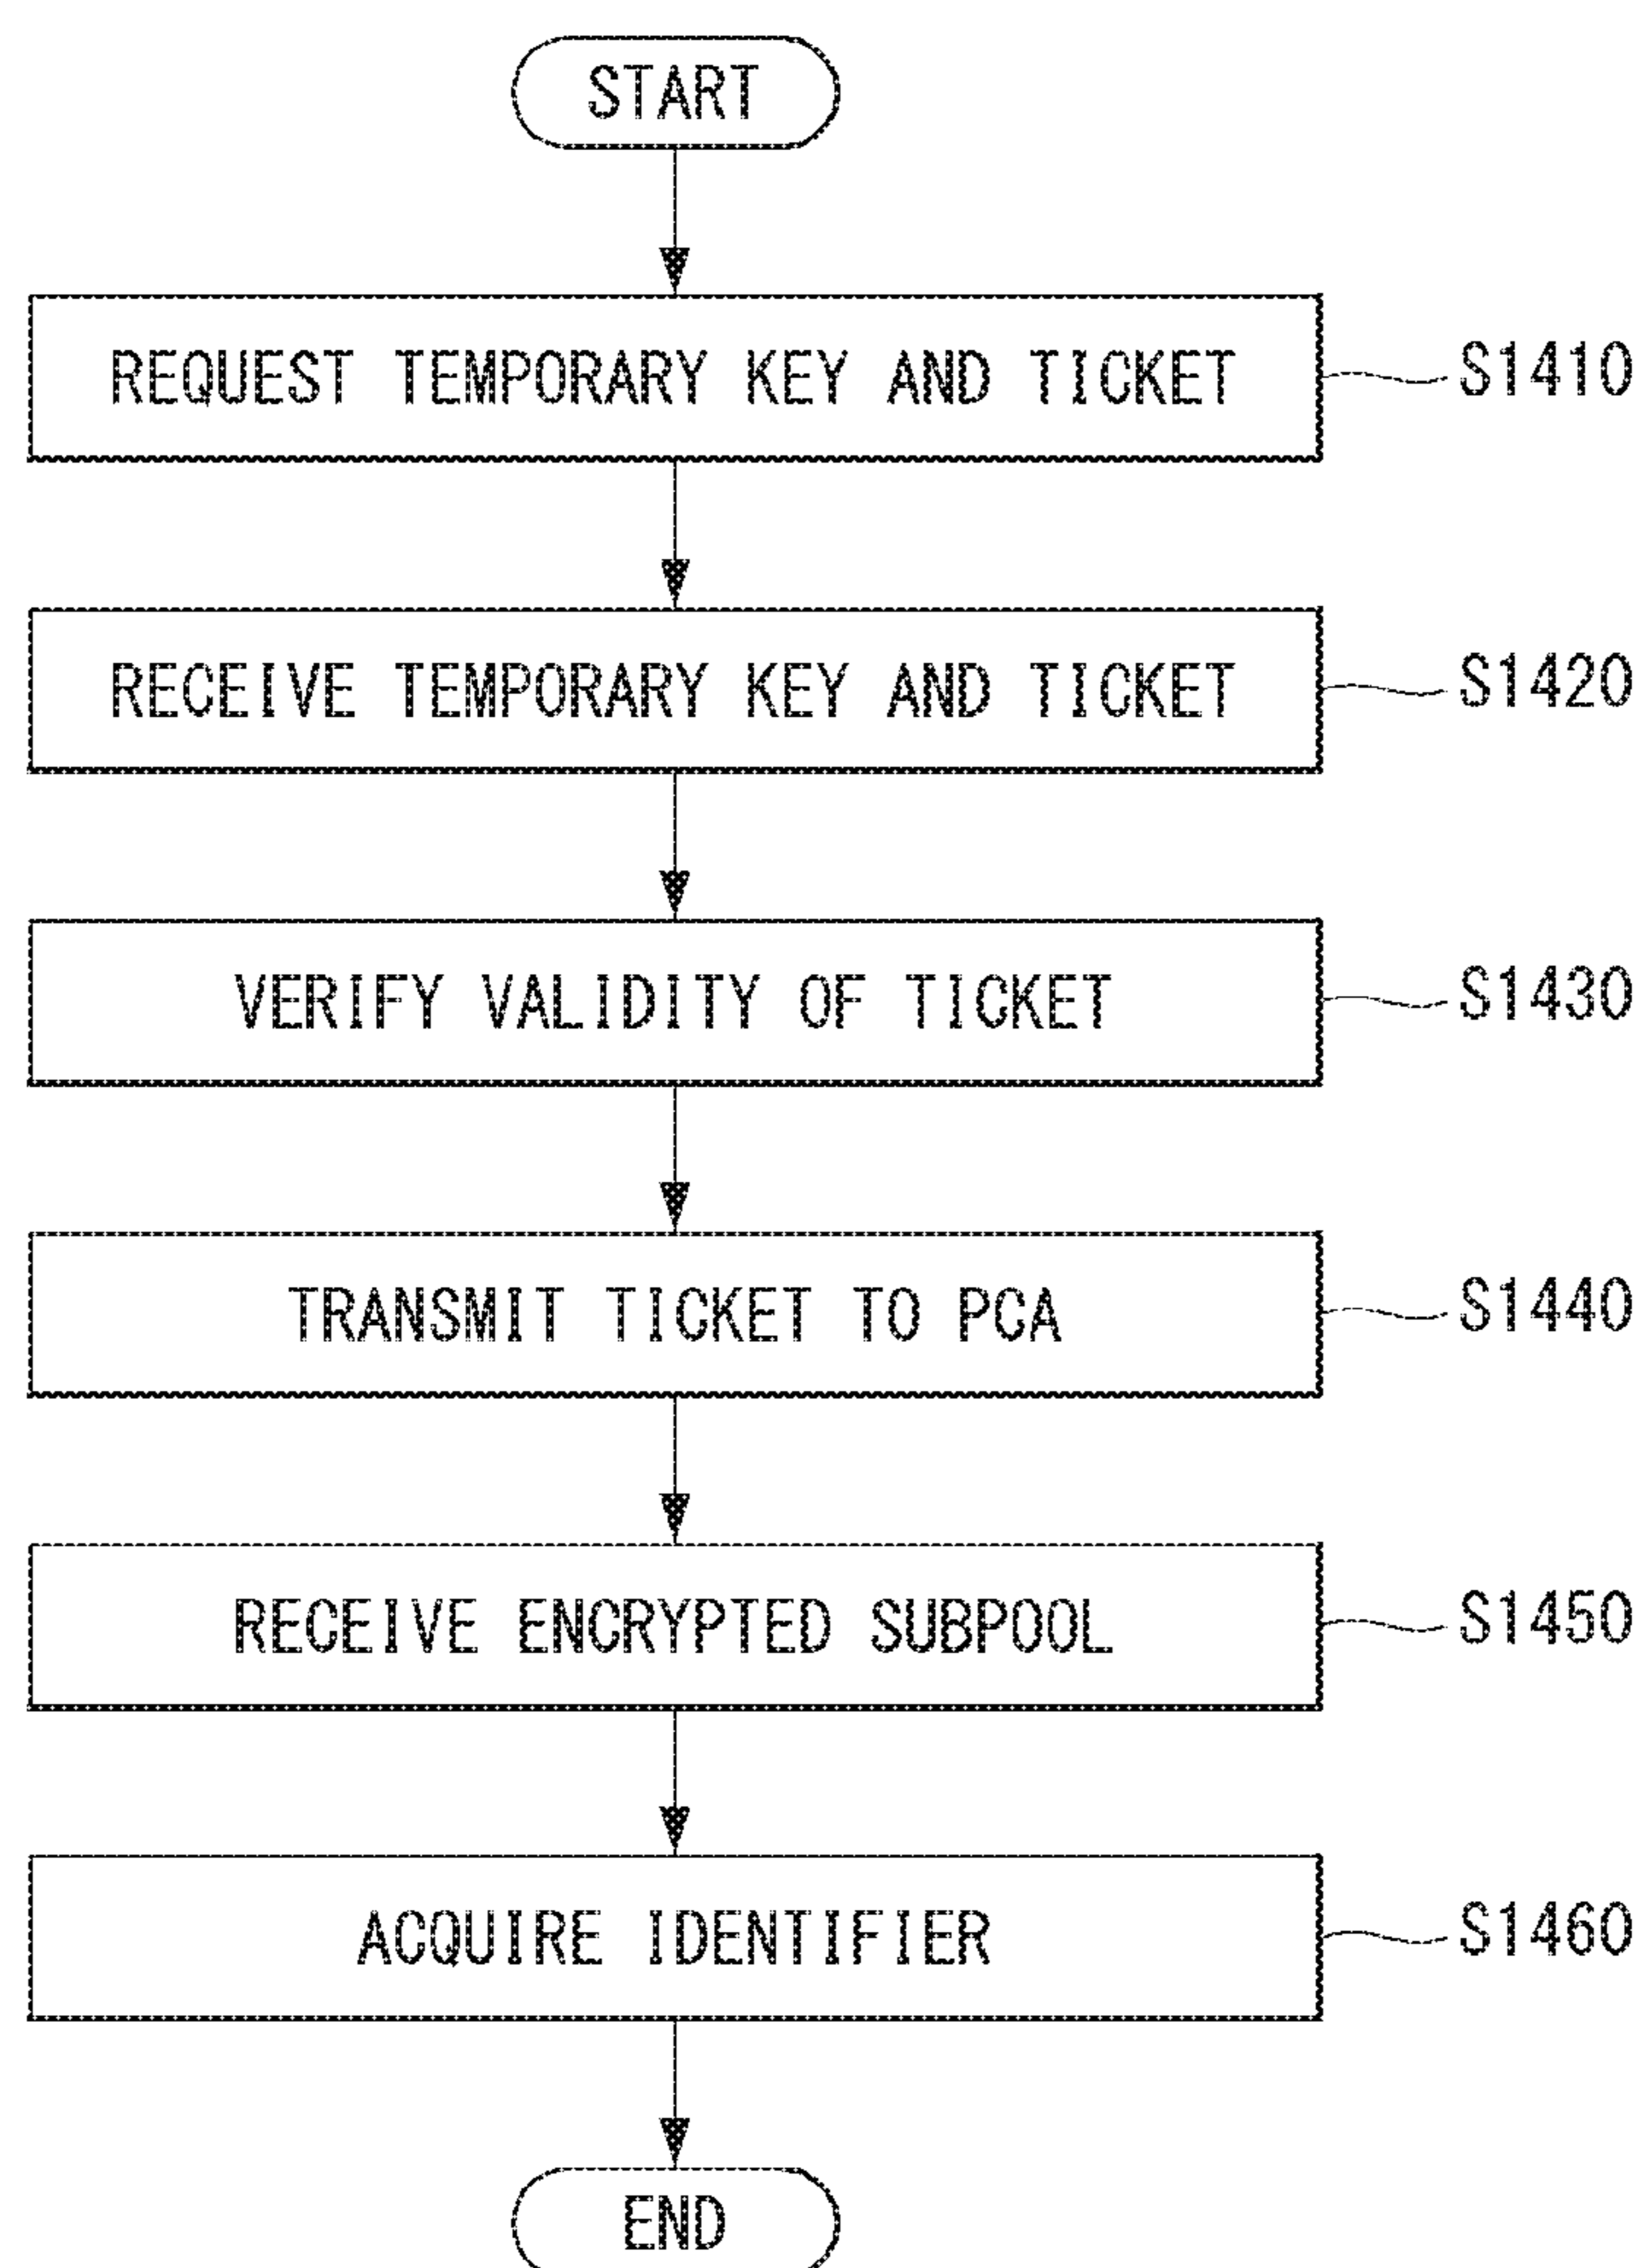 START
REQUEST TEMPORARY KEY AND TICKET S1410
RECEIVE TEMPORARY KEY AND TICKET S1420
VERIFY VALIDITY OF TICKET S1430
TRANSMIT TICKET TO PCA S1440
RECEIVE ENCRYPTED SUBPOOL S1450
ACQUIRE IDENTIFIER S1460
END